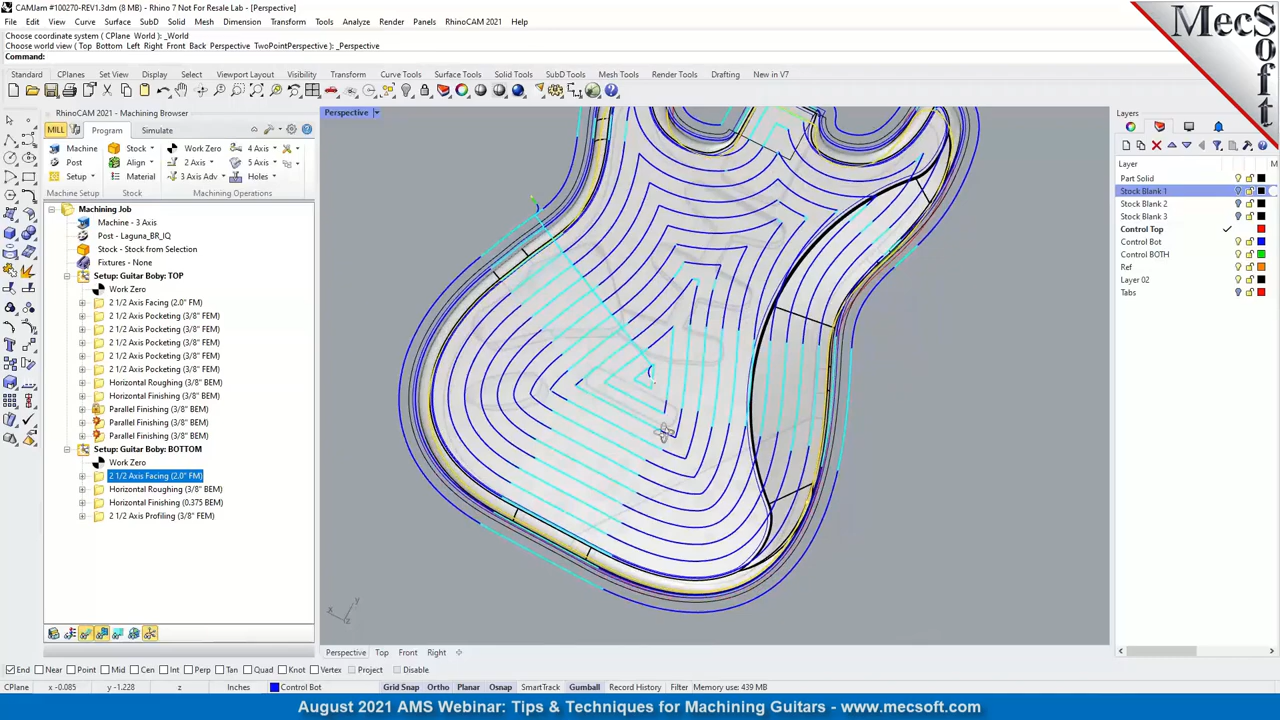 CAMJam #100270-REV1.3dm (8 MB) - Rhino 7 Not For Resale Lab - [Perspective]
File Edit View Curve Surface SubD Solid Mesh Dimension Transform Tools Analyze Render Panels RhinoCAM 2021 Help
Choose coordinate system ( CPlane World ): _World
Choose world view ( Top Bottom Left Right Front Back Perspective TwoPointPerspective ): _Perspective
Command:
Standard CPlanes Set View Display Select Viewport Layout Visibility Transform Curve Tools Surface Tools Solid Tools SubD Tools Mesh Tools Render Tools Drafting New in V7
MecSoft
RhinoCAM 2021 - Machining Browser
MILL Program Simulate
Machine Stock Work Zero 4 Axis
Post Align 2 Axis 5 Axis
Setup Material 3 Axis Adv Holes
Machine Setup Stock Machining Operations
Machining Job
Machine - 3 Axis
Post - Laguna_BR_IQ
Stock - Stock from Selection
Fixtures - None
Setup: Guitar Boby: TOP
Work Zero
2 1/2 Axis Facing (2.0" FM)
2 1/2 Axis Pocketing (3/8" FEM)
2 1/2 Axis Pocketing (3/8" FEM)
2 1/2 Axis Pocketing (3/8" FEM)
2 1/2 Axis Pocketing (3/8" FEM)
2 1/2 Axis Pocketing (3/8" FEM)
Horizontal Roughing (3/8" BEM)
Horizontal Finishing (3/8" BEM)
Parallel Finishing (3/8" BEM)
Parallel Finishing (3/8" BEM)
Parallel Finishing (3/8" BEM)
Setup: Guitar Boby: BOTTOM
Work Zero
2 1/2 Axis Facing (2.0" FM)
Horizontal Roughing (3/8" BEM)
Horizontal Finishing (0.375 BEM)
2 1/2 Axis Profiling (3/8" FEM)
Perspective
x y z
Layers
Layer M
Part Solid
Stock Blank 1
Stock Blank 2
Stock Blank 3
Control Top
Control Bot
Control BOTH
Ref
Layer 02
Tabs
Perspective Top Front Right
End Near Point Mid Cen Int Perp Tan Quad Knot Vertex Project Disable
CPlane x -0.085 y -1.228 z Inches Control Bot Grid Snap Ortho Planar Osnap SmartTrack Gumball Record History Filter Memory use: 439 MB
August 2021 AMS Webinar: Tips & Techniques for Machining Guitars - www.mecsoft.com